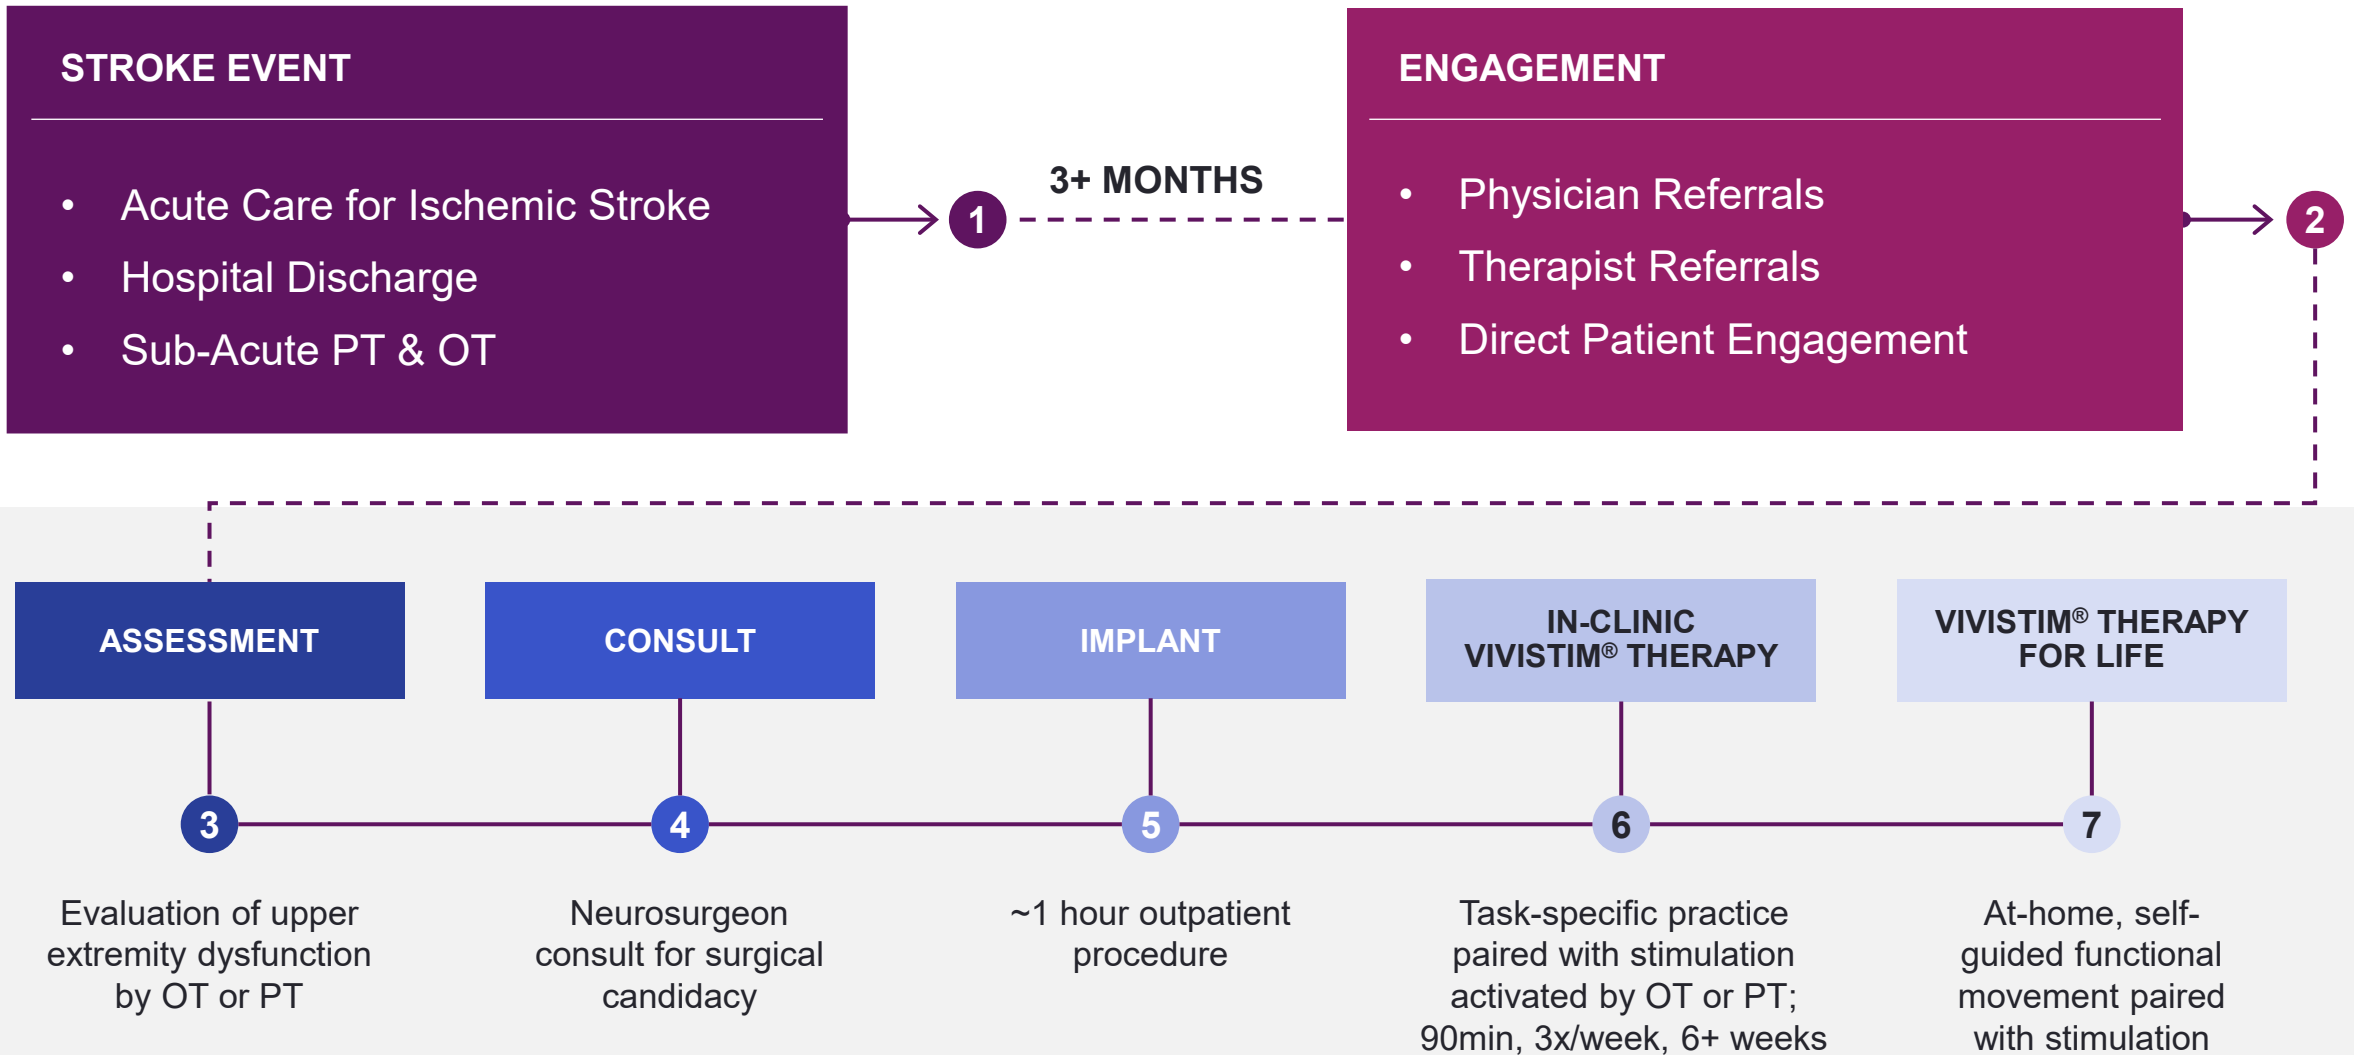 STROKE EVENT
• Acute Care for Ischemic Stroke
• Hospital Discharge
• Sub-Acute PT & OT
1
3+ MONTHS
ENGAGEMENT
• Physician Referrals
• Therapist Referrals
• Direct Patient Engagement
2
ASSESSMENT
3
Evaluation of upper
extremity dysfunction
by OT or PT
CONSULT
4
Neurosurgeon
consult for surgical
candidacy
IMPLANT
5
~1 hour outpatient
procedure
IN-CLINIC
VIVISTIM® THERAPY
6
Task-specific practice
paired with stimulation
activated by OT or PT;
90min, 3x/week, 6+ weeks
VIVISTIM® THERAPY
FOR LIFE
7
At-home, self-
guided functional
movement paired
with stimulation